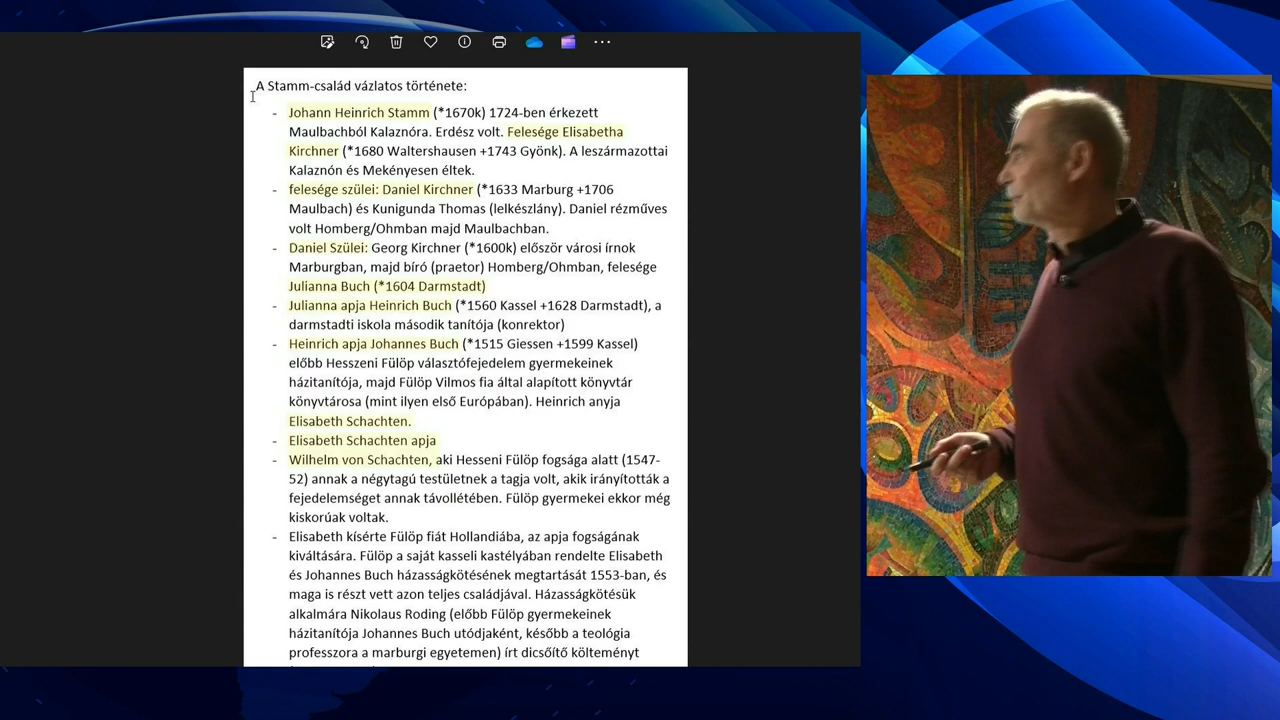 A Stamm-család vázlatos története:
- Johann Heinrich Stamm (*1670k) 1724-ben érkezett
Maulbachból Kalaznóra. Erdész volt. Felesége Elisabetha
Kirchner (*1680 Waltershausen +1743 Gyönk). A leszármazottai
Kalaznón és Mekényesen éltek.
- felesége szülei: Daniel Kirchner (*1633 Marburg +1706
Maulbach) és Kunigunda Thomas (lelkészlány). Daniel rézműves
volt Homberg/Ohmban majd Maulbachban.
- Daniel Szülei: Georg Kirchner (*1600k) először városi írnok
Marburgban, majd bíró (praetor) Homberg/Ohmban, felesége
Julianna Buch (*1604 Darmstadt)
- Julianna apja Heinrich Buch (*1560 Kassel +1628 Darmstadt), a
darmstadti iskola második tanítója (konrektor)
- Heinrich apja Johannes Buch (*1515 Giessen +1599 Kassel)
előbb Hesszeni Fülöp választófejedelem gyermekeinek
házitanítója, majd Fülöp Vilmos fia által alapított könyvtár
könyvtárosa (mint ilyen első Európában). Heinrich anyja
Elisabeth Schachten.
- Elisabeth Schachten apja
- Wilhelm von Schachten, aki Hesseni Fülöp fogsága alatt (1547-
52) annak a négytagú testületnek a tagja volt, akik irányították a
fejedelemséget annak távollétében. Fülöp gyermekei ekkor még
kiskorúak voltak.
- Elisabeth kísérte Fülöp fiát Hollandiába, az apja fogságának
kiváltására. Fülöp a saját kasseli kastélyában rendelte Elisabeth
és Johannes Buch házasságkötésének megtartását 1553-ban, és
maga is részt vett azon teljes családjával. Házasságkötésük
alkalmára Nikolaus Roding (előbb Fülöp gyermekeinek
házitanítója Johannes Buch utódjaként, később a teológia
professzora a marburgi egyetemen) írt dicsőítő költeményt